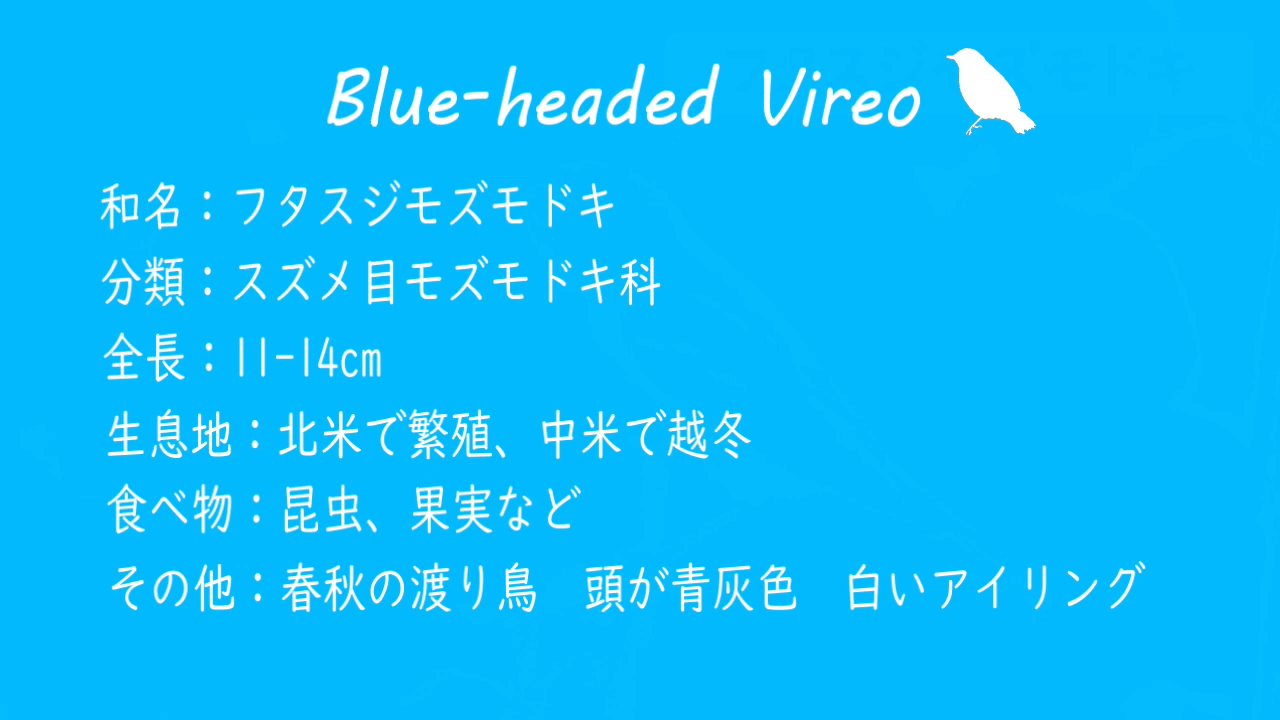 Blue-headed Vireo
和名：フタスジモズモドキ
分類：スズメ目モズモドキ科
全長：11-14cm
生息地：北米で繁殖、中米で越冬
食べ物：昆虫、果実など
その他：春秋の渡り鳥　頭が青灰色　白いアイリング